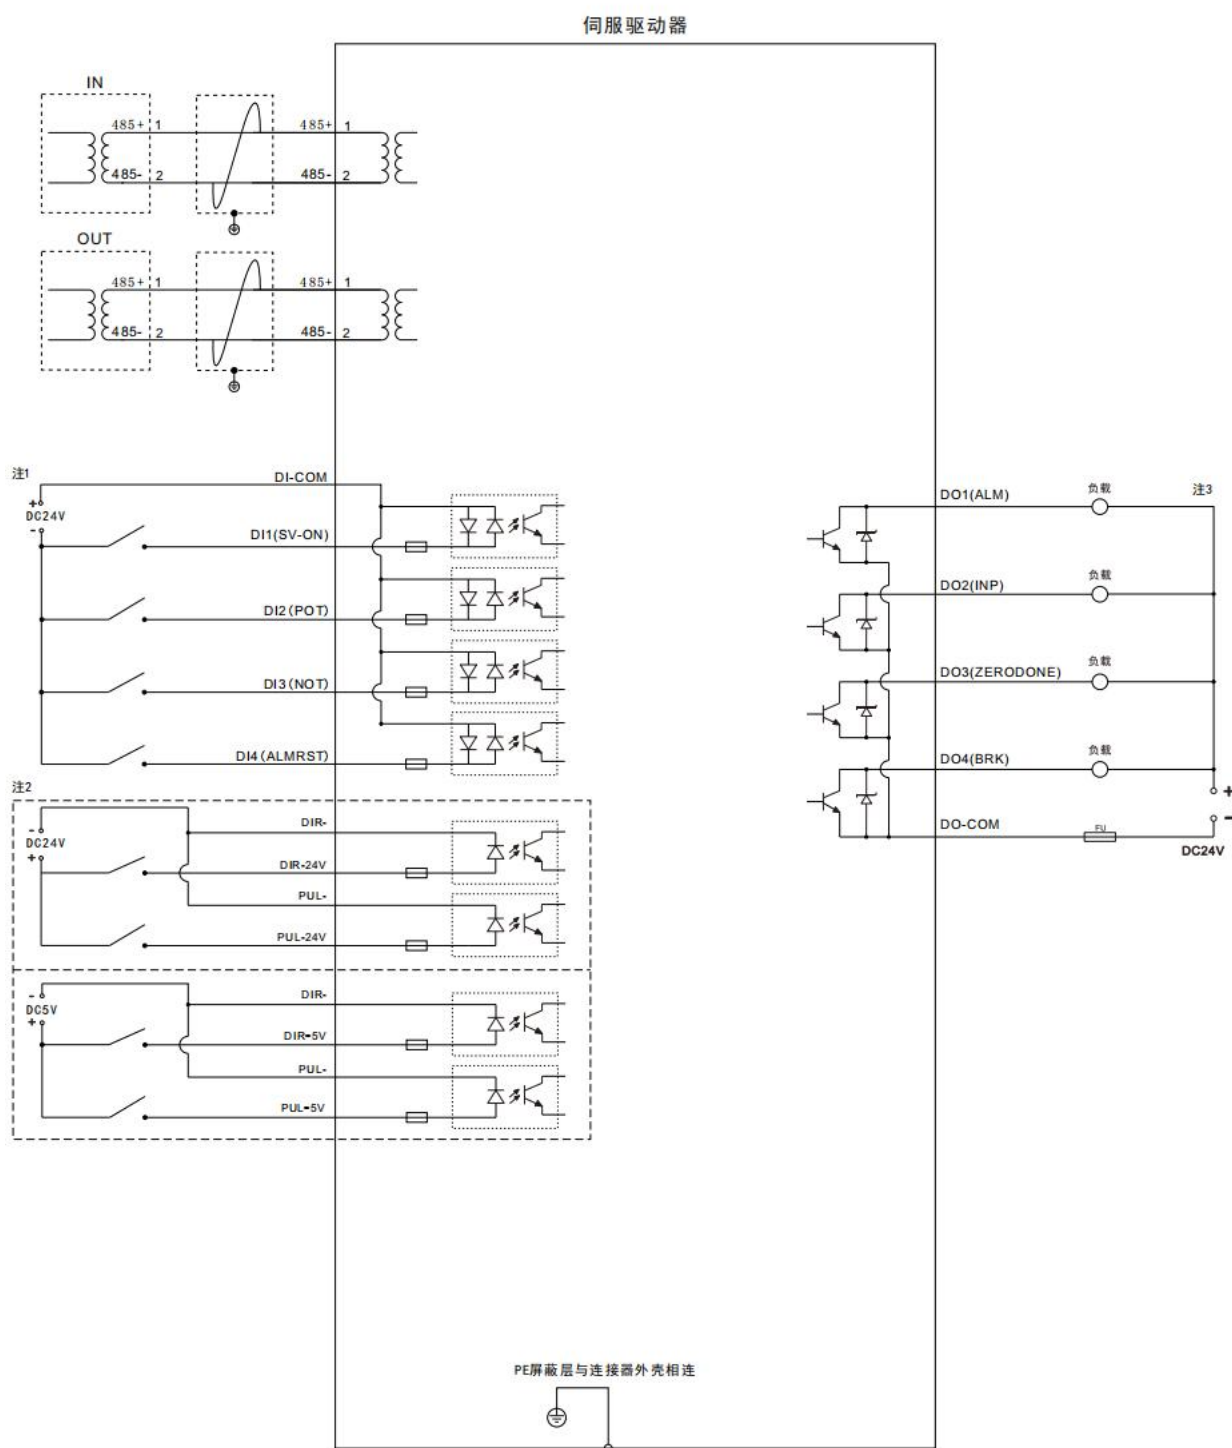 伺服驱动器
IN
485+ 1 485+ 1
485- 2 485- 2
OUT
485+ 1 485+ 1
485- 2 485- 2
注1
DI-COM
+
DC24V
-
DI1(SV-ON)
DI2(POT)
DI3(NOT)
DI4(ALMRST)
DO1(ALM) 负载 注3
DO2(INP) 负载
DO3(ZERODONE) 负载
DO4(BRK) 负载
+
DO-COM FU -
DC24V
注2
-
DC24V
+
DIR-
DIR-24V
PUL-
PUL-24V
-
DC5V
+
DIR-
DIR-5V
PUL-
PUL-5V
PE屏蔽层与连接器外壳相连